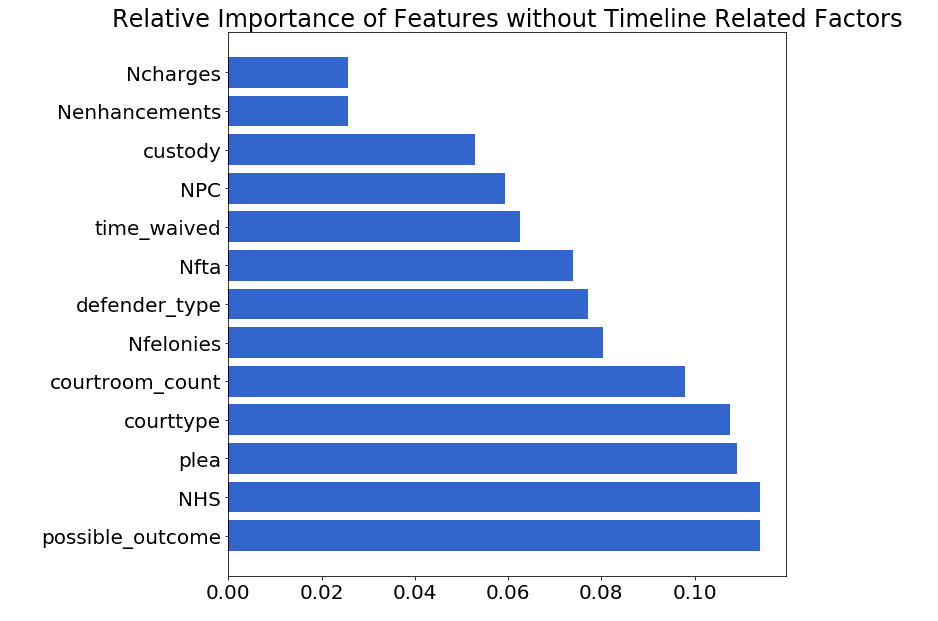 Relative Importance of Features without Timeline Related Factors
Ncharges
Nenhancements
custody
NPC
time_waived
Nfta
defender_type
Nfelonies
courtroom_count
courttype
plea
NHS
possible_outcome
0.00 0.02 0.04 0.06 0.08 0.10